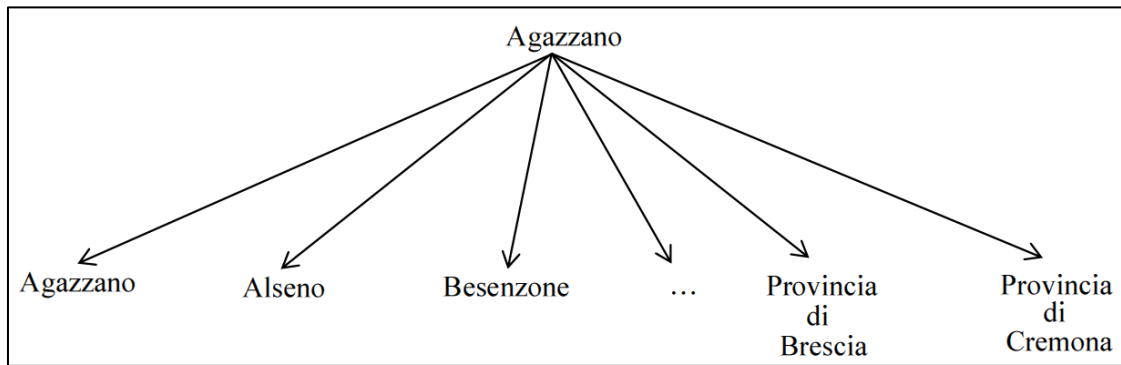 Agazzano
Agazzano
Alseno
Besenzone
…
Provincia
di
Brescia
Provincia
di
Cremona